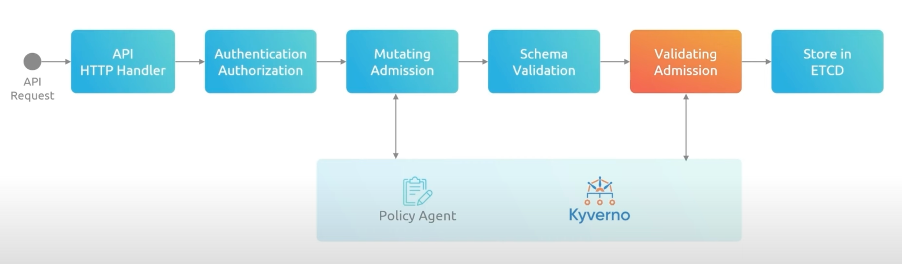 API
Request
API
HTTP Handler
Authentication
Authorization
Mutating
Admission
Schema
Validation
Validating
Admission
Store in
ETCD
Policy Agent
Kyverno